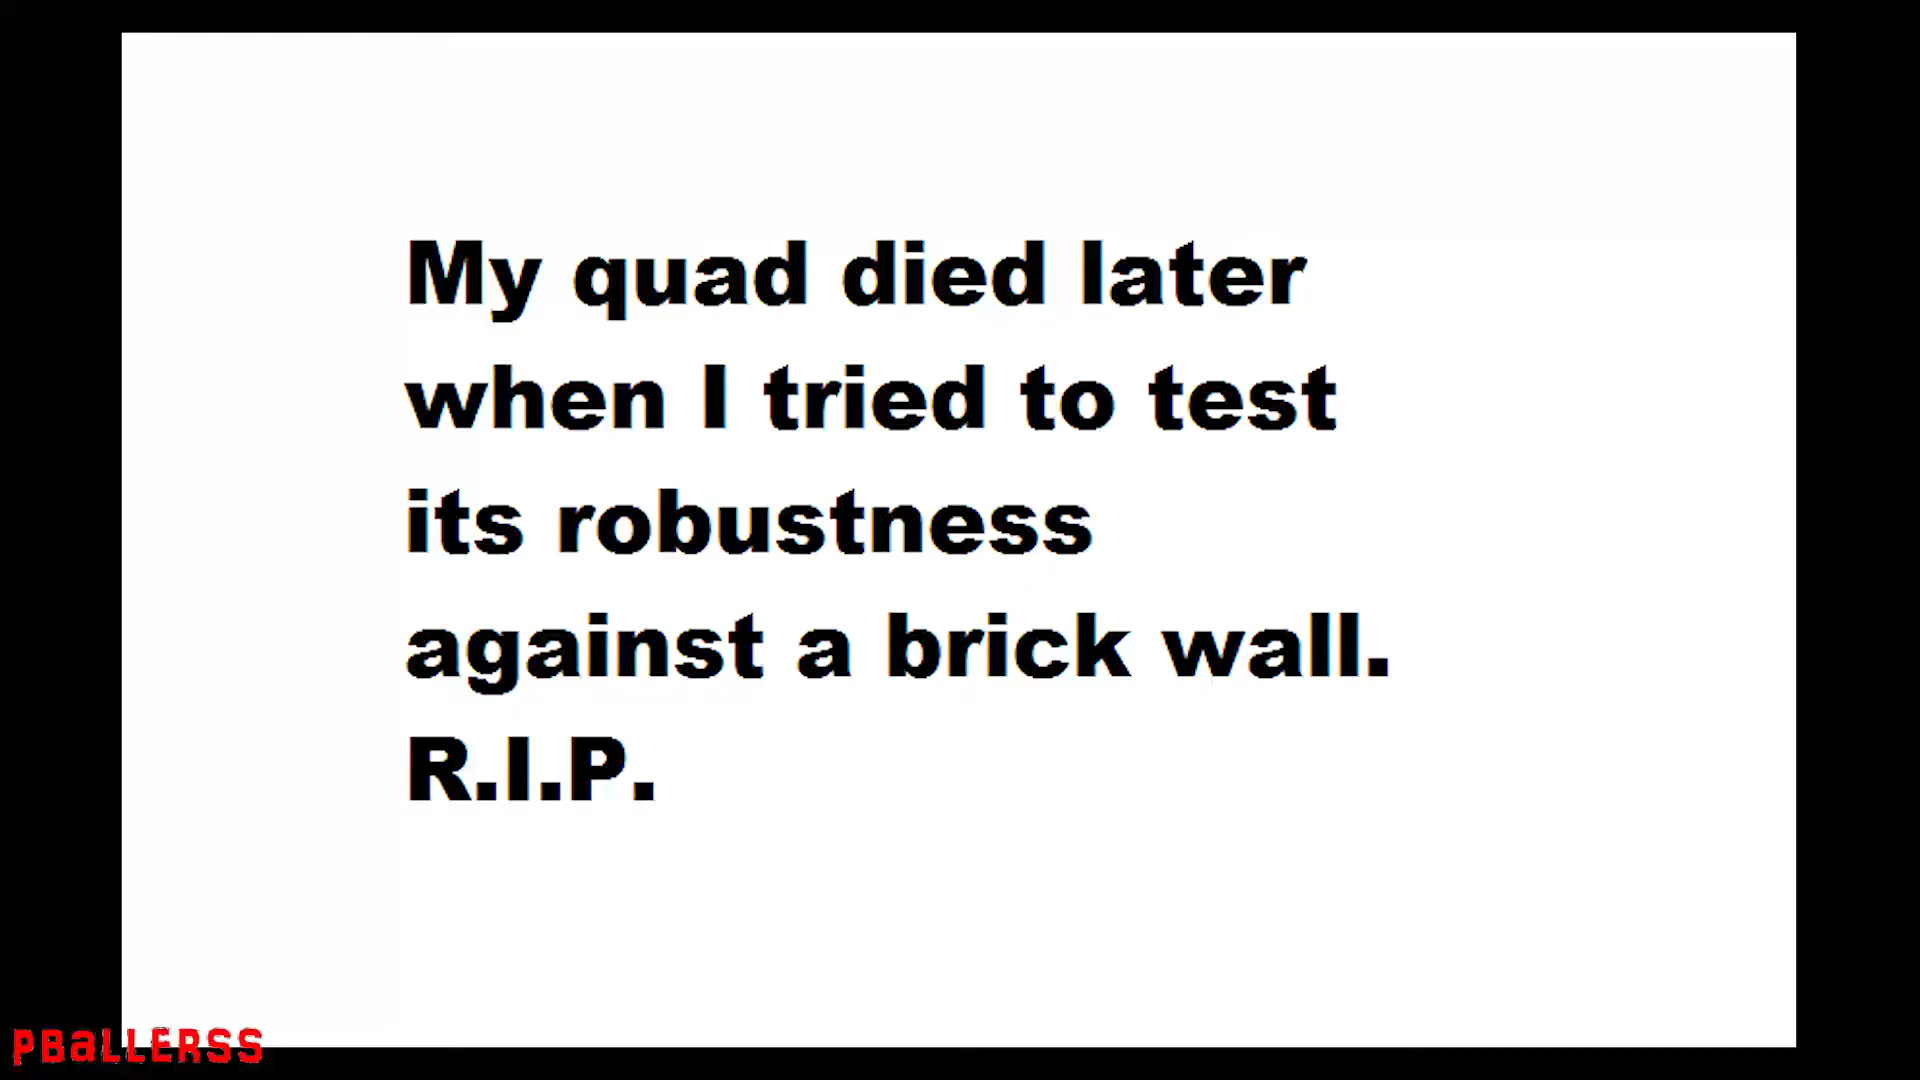 My quad died later
when I tried to test
its robustness
against a brick wall.
R.I.P.
PBaLLERSS